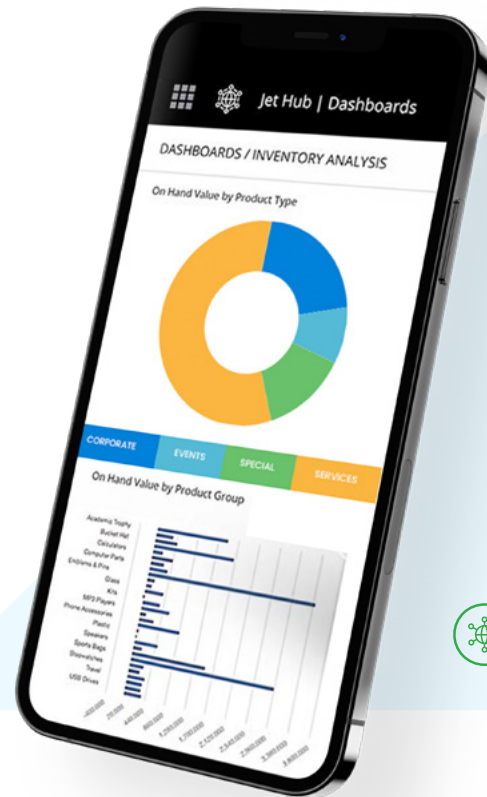 Jet Hub | Dashboards
DASHBOARDS / INVENTORY ANALYSIS
On Hand Value by Product Type
CORPORATE EVENTS SPECIAL SERVICES
On Hand Value by Product Group
Academic Trophy
Bucket Hat
Calculators
Computer Parts
Emblems & Pins
Glass
Kits
MP3 Players
Phone Accessories
Plastic
Speakers
Sports Bags
Stopwatches
Travel
USB Drives